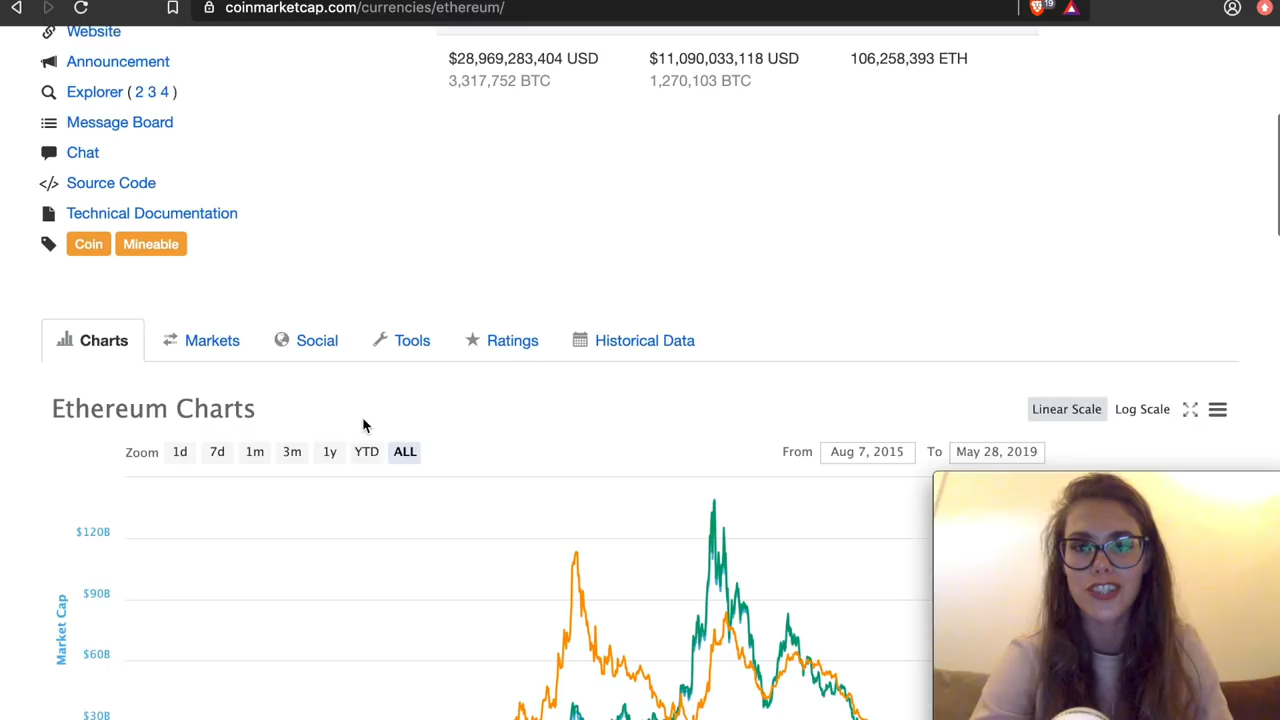 coinmarketcap.com/currencies/ethereum/
19
Website
$28,969,283,404 USD $11,090,033,118 USD 106,258,393 ETH
3,317,752 BTC 1,270,103 BTC
Announcement
Explorer ( 2 3 4 )
Message Board
Chat
</> Source Code
Technical Documentation
Coin Mineable
Charts Markets Social Tools Ratings Historical Data
Ethereum Charts
Linear Scale Log Scale
Zoom 1d 7d 1m 3m 1y YTD ALL From Aug 7, 2015 To May 28, 2019
$120B
$90B
$60B
$30B
Market Cap